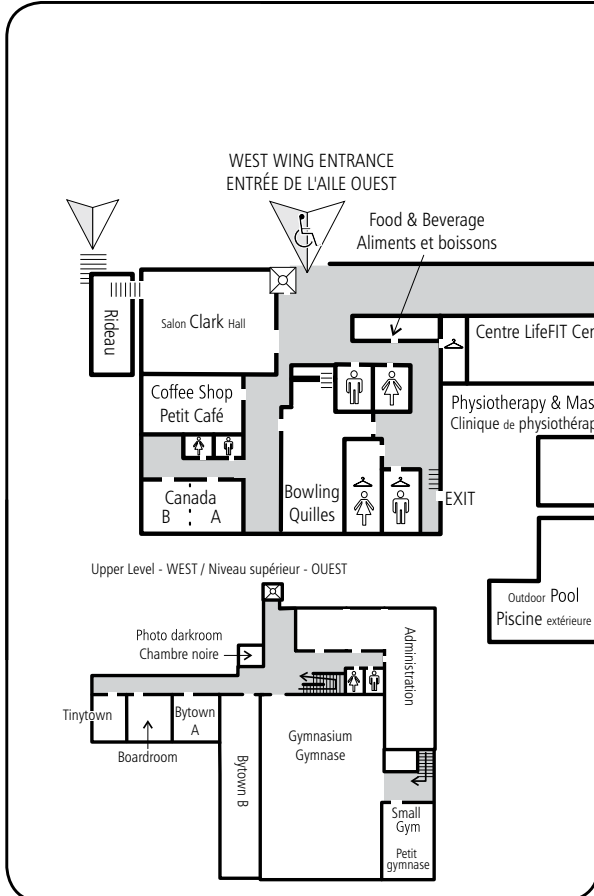 WEST WING ENTRANCE
ENTRÉE DE L'AILE OUEST
Food & Beverage
Aliments et boissons
Rideau
Salon Clark Hall
Centre LifeFIT Cen
Coffee Shop
Petit Café
Physiotherapy & Mas
Clinique de physiothérap
Canada
B A
Bowling
Quilles
EXIT
Upper Level - WEST / Niveau supérieur - OUEST
Outdoor Pool
Piscine extérieure
Photo darkroom
Chambre noire
Administration
Tinytown
Bytown
A
Boardroom
Bytown B
Gymnasium
Gymnase
Small
Gym
Petit
gymnase